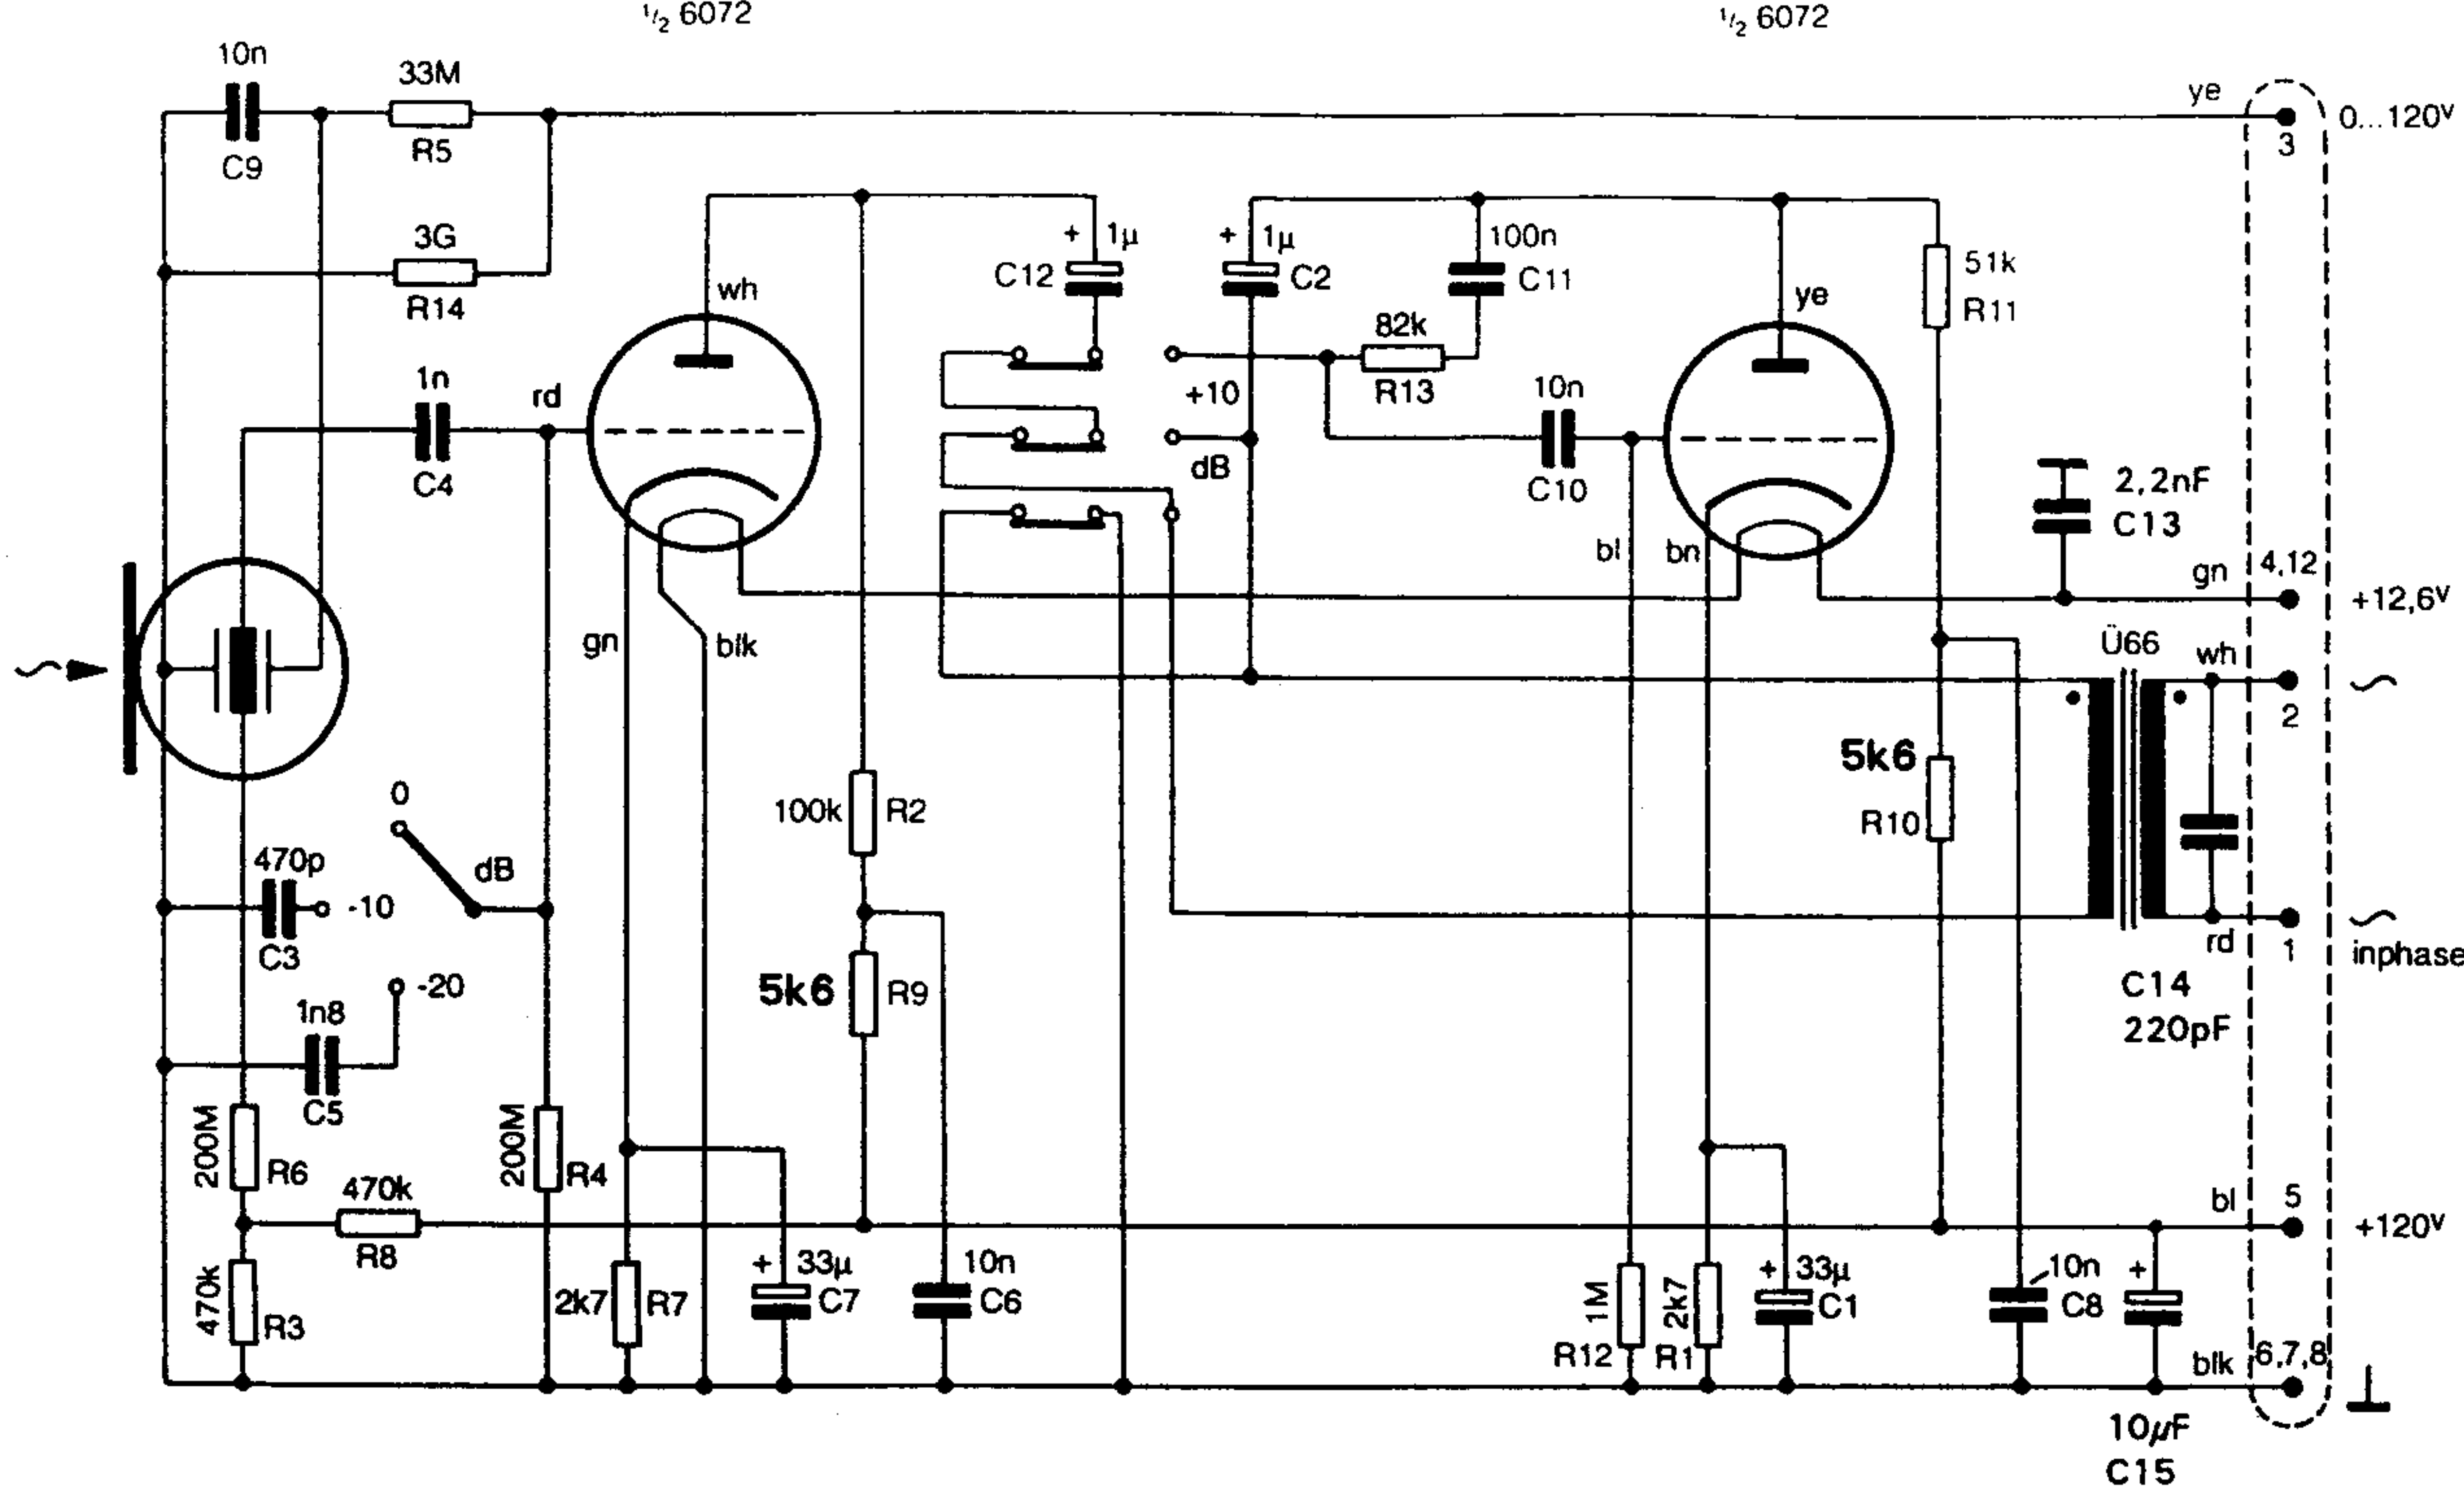 ½ 6072
½ 6072
10n
C9
33M
R5
ye
3
0...120V
3G
R14
wh
+ 1µ
C12
+ 1µ
C2
100n
C11
51k
R11
82k
R13
ye
1n
C4
rd
+10
dB
10n
C10
2,2nF
C13
bl
bn
gn
4,12
+12,6V
gn
blk
Ü66
wh
2
5k6
R10
0
dB
100k
R2
470p
-10
C3
rd
1
inphase
-20
1n8
C5
5k6
R9
C14
220pF
200M
R6
200M
R4
470k
R8
bl
5
+120V
470k
R3
2k7
R7
+ 33µ
C7
10n
C6
1M
R12
2k7
R1
+ 33µ
C1
10n
C8
+
blk
6,7,8
10µF
C15